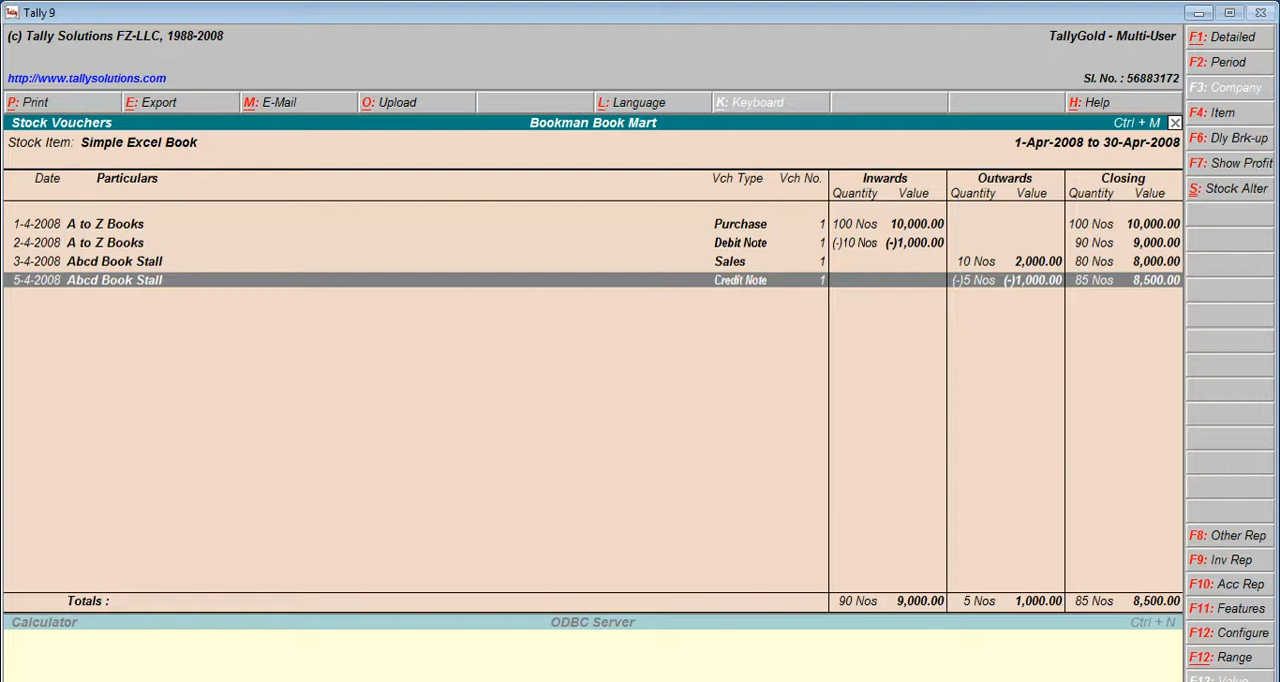 Tally 9
(c) Tally Solutions FZ-LLC, 1988-2008 TallyGold - Multi-User
http://www.tallysolutions.com Sl. No. : 56883172
P: Print E: Export M: E-Mail O: Upload L: Language K: Keyboard H: Help
Stock Vouchers Bookman Book Mart Ctrl + M
Stock Item: Simple Excel Book 1-Apr-2008 to 30-Apr-2008
Date Particulars Vch Type Vch No. Inwards Outwards Closing
Quantity Value Quantity Value Quantity Value
1-4-2008 A to Z Books Purchase 1 100 Nos 10,000.00 100 Nos 10,000.00
2-4-2008 A to Z Books Debit Note 1 (-)10 Nos (-)1,000.00 90 Nos 9,000.00
3-4-2008 Abcd Book Stall Sales 1 10 Nos 2,000.00 80 Nos 8,000.00
5-4-2008 Abcd Book Stall Credit Note 1 (-)5 Nos (-)1,000.00 85 Nos 8,500.00
Totals : 90 Nos 9,000.00 5 Nos 1,000.00 85 Nos 8,500.00
Calculator ODBC Server Ctrl + N
F1: Detailed
F2: Period
F3: Company
F4: Item
F6: Dly Brk-up
F7: Show Profit
S: Stock Alter
F8: Other Rep
F9: Inv Rep
F10: Acc Rep
F11: Features
F12: Configure
F12: Range
F12: Value